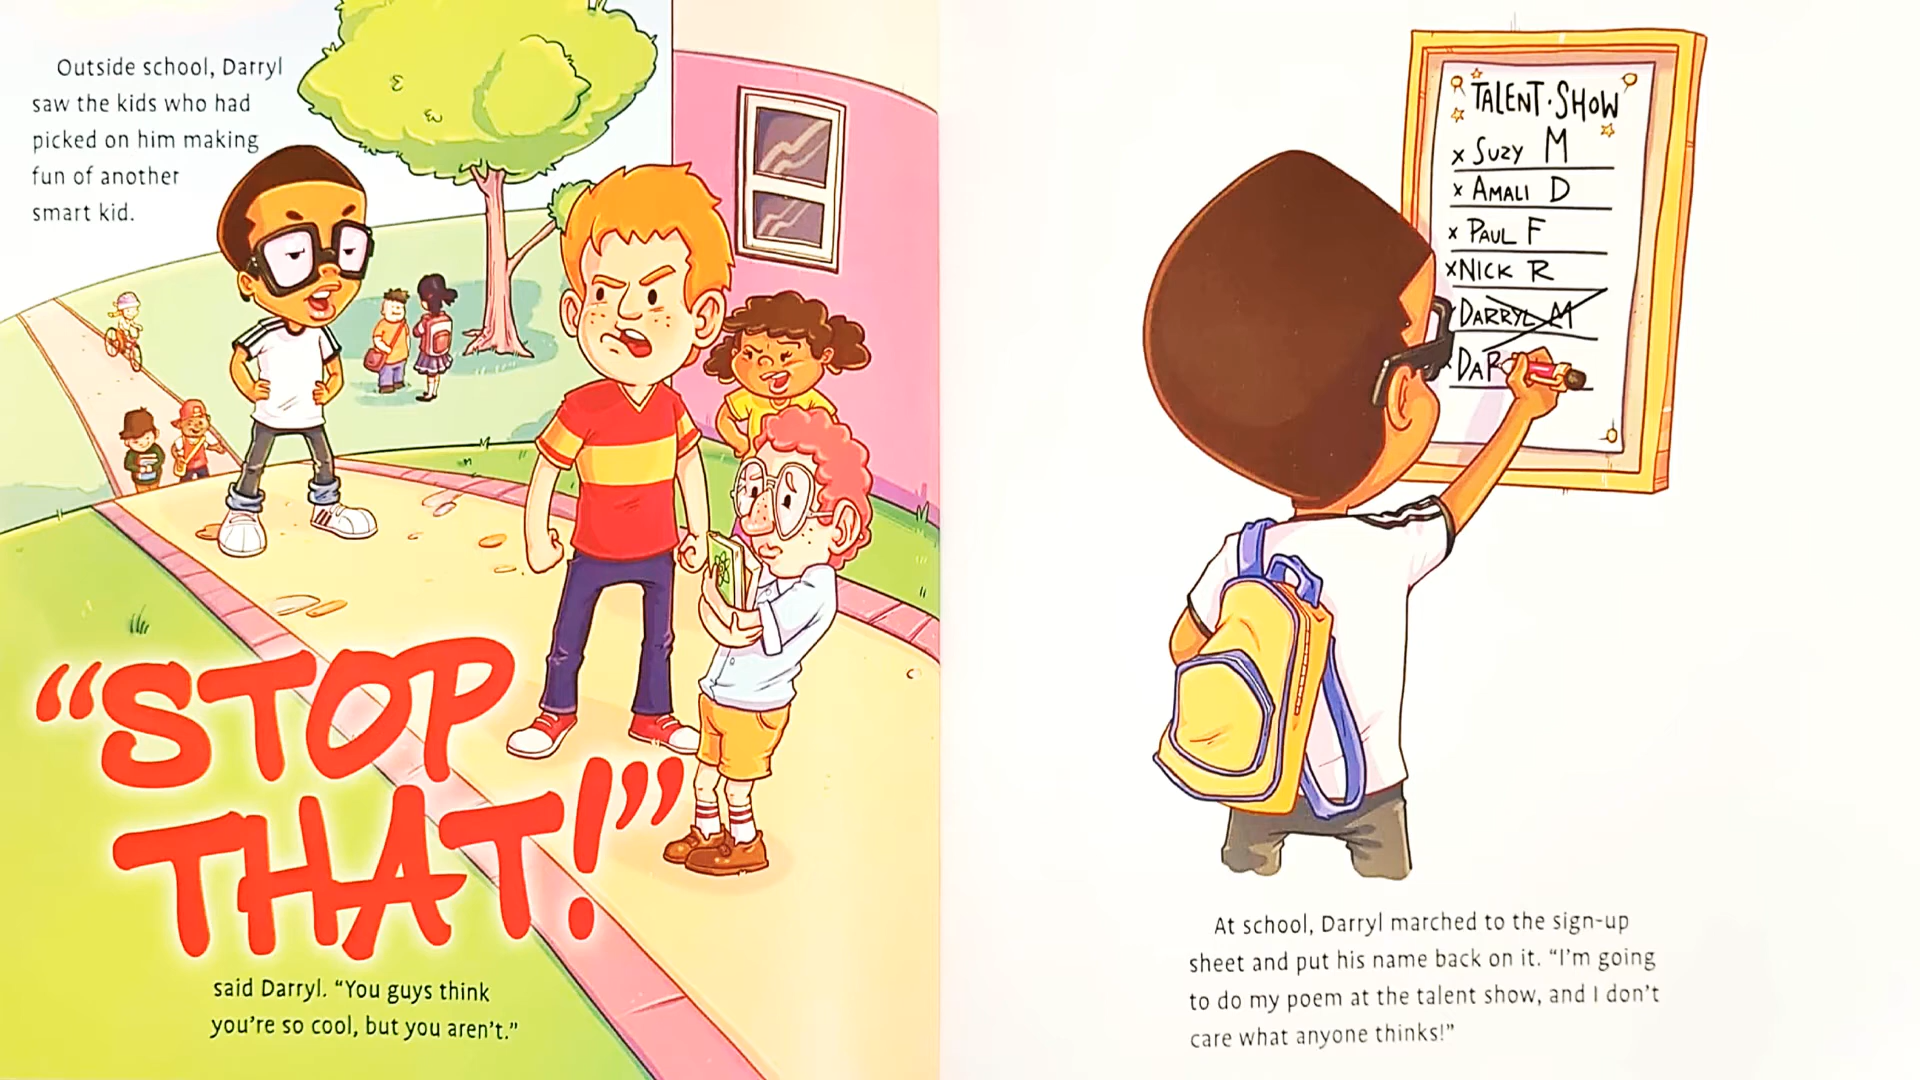 Outside school, Darryl
saw the kids who had
picked on him making
fun of another
smart kid.
“STOP
THAT!”
said Darryl. “You guys think
you’re so cool, but you aren’t.”
TALENT·SHOW
x SUZY M
x AMALI D
x PAUL F
x NICK R
DARRYL M
DAR
At school, Darryl marched to the sign-up
sheet and put his name back on it. “I’m going
to do my poem at the talent show, and I don’t
care what anyone thinks!”